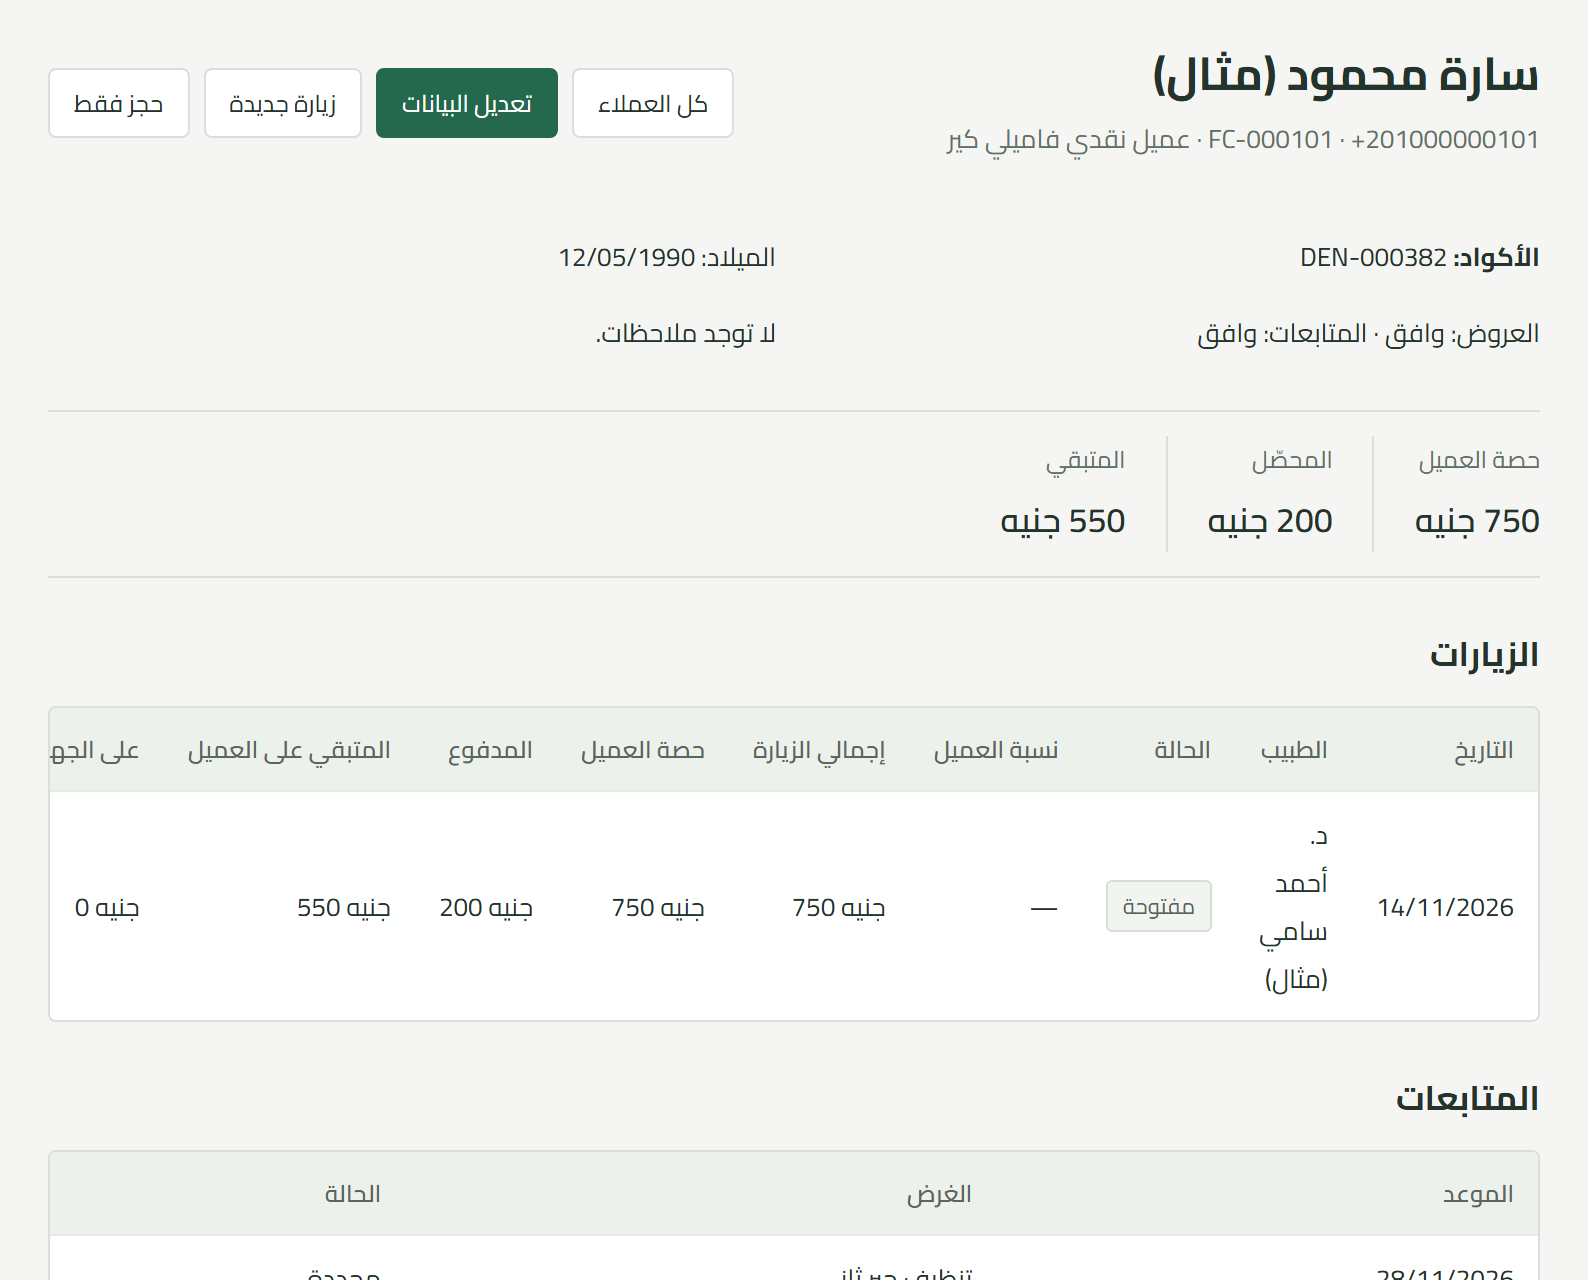 سارة محمود (مثال)
+201000000101 · FC-000101 · عميل نقدي فاميلي كير
كل العملاء
تعديل البيانات
زيارة جديدة
حجز فقط
الأكواد: DEN-000382
الميلاد: 12/05/1990
العروض: وافق · المتابعات: وافق
لا توجد ملاحظات.
حصة العميل
المحصّل
المتبقي
750 جنيه
200 جنيه
550 جنيه
الزيارات
التاريخ الطبيب الحالة نسبة العميل إجمالي الزيارة حصة العميل المدفوع المتبقي على العميل على
14/11/2026 د. أحمد سامي (مثال) مفتوحة — جنيه 750 جنيه 750 جنيه 200 جنيه 550 جنيه 0
المتابعات
الموعد الغرض الحالة
28/11/2026